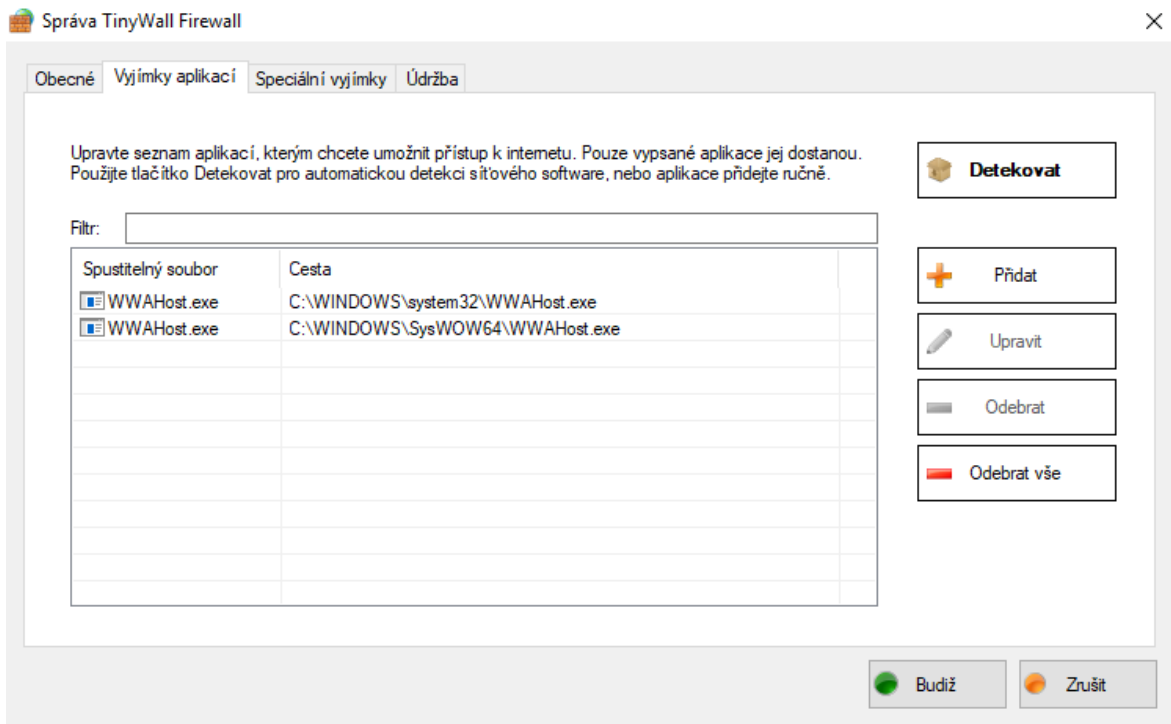 Správa TinyWall Firewall
Obecné
Vyjímky aplikací
Speciální vyjímky
Údržba
Upravte seznam aplikací, kterým chcete umožnit přístup k internetu. Pouze vypsané aplikace jej dostanou.
Použijte tlačítko Detekovat pro automatickou detekci síťového software, nebo aplikace přidejte ručně.
Detekovat
Filtr:
Spustitelný soubor Cesta
WWAHost.exe C:\WINDOWS\system32\WWAHost.exe
WWAHost.exe C:\WINDOWS\SysWOW64\WWAHost.exe
Přidat
Upravit
Odebrat
Odebrat vše
Budiž
Zrušit